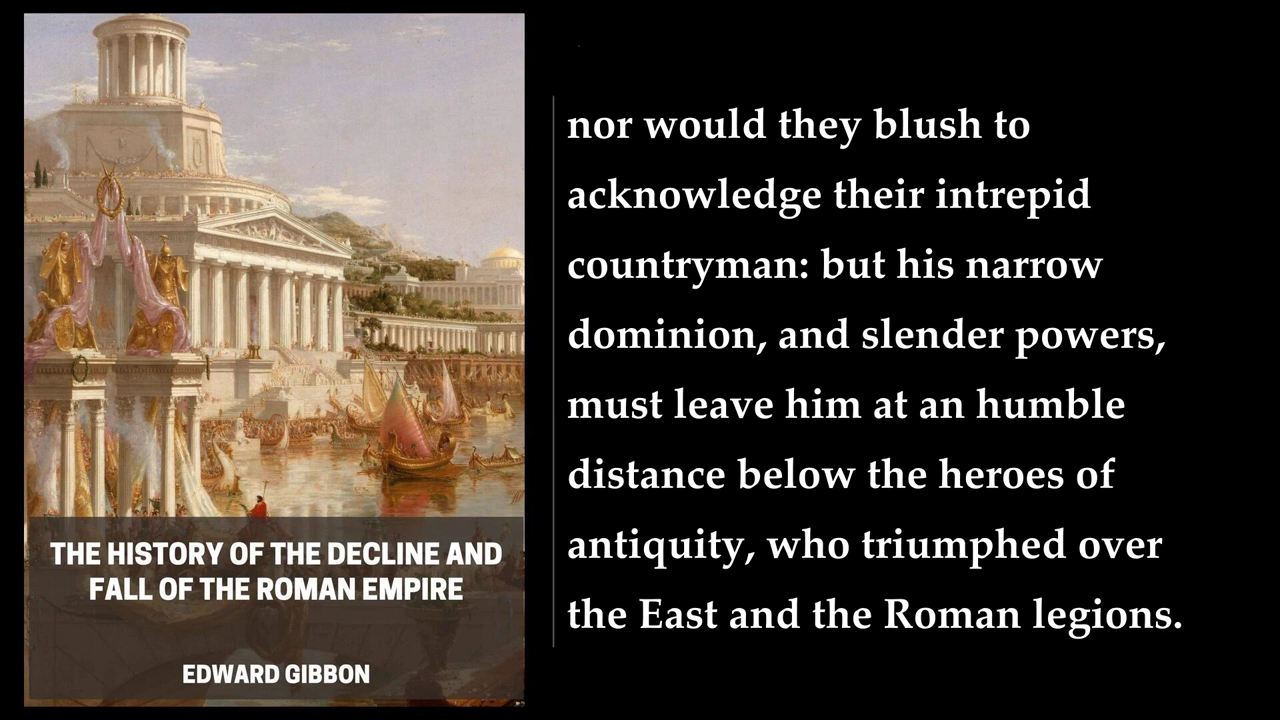 THE HISTORY OF THE DECLINE AND
FALL OF THE ROMAN EMPIRE
EDWARD GIBBON
nor would they blush to
acknowledge their intrepid
countryman: but his narrow
dominion, and slender powers,
must leave him at an humble
distance below the heroes of
antiquity, who triumphed over
the East and the Roman legions.